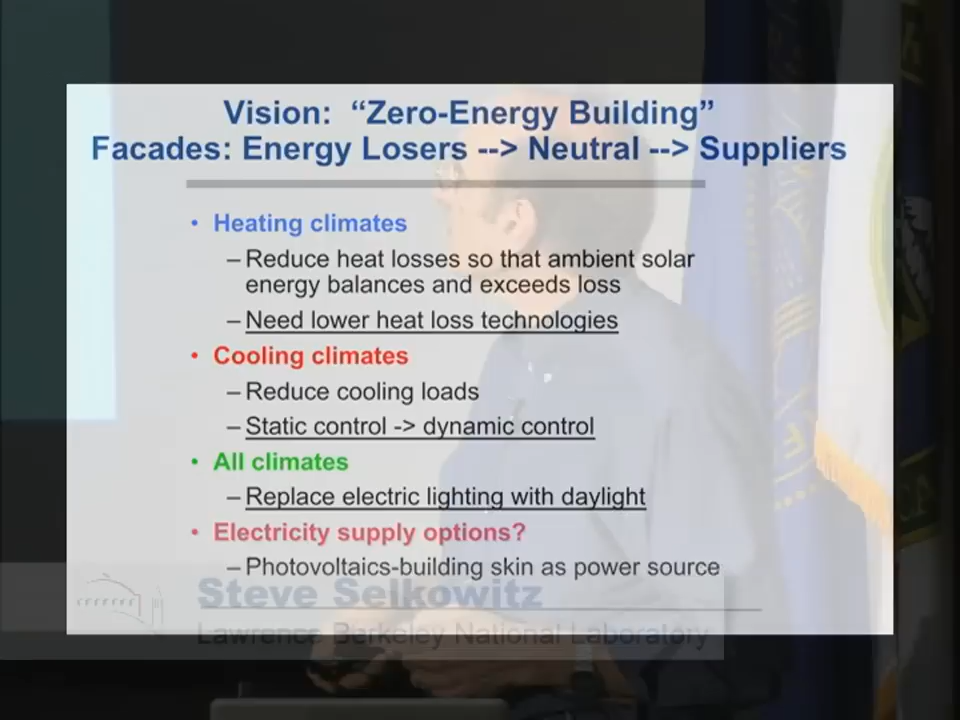 Vision: “Zero-Energy Building”
Facades: Energy Losers --> Neutral --> Suppliers
• Heating climates
– Reduce heat losses so that ambient solar
energy balances and exceeds loss
– Need lower heat loss technologies
• Cooling climates
– Reduce cooling loads
– Static control -> dynamic control
• All climates
– Replace electric lighting with daylight
• Electricity supply options?
– Photovoltaics-building skin as power source
Steve Selkowitz
Lawrence Berkeley National Laboratory